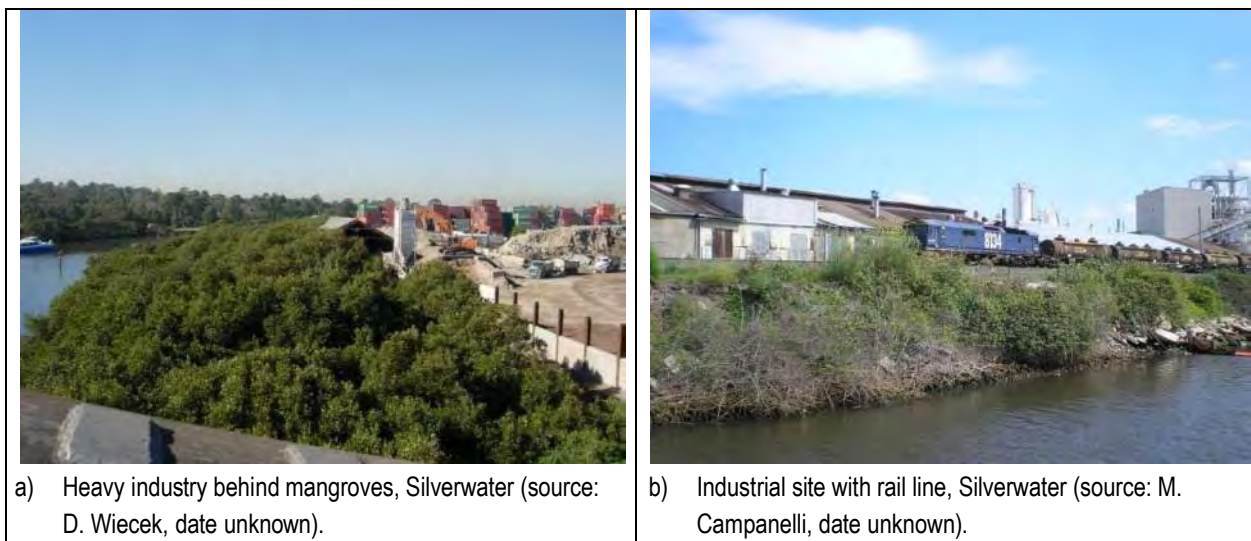 8134
a) Heavy industry behind mangroves, Silverwater (source:
D. Wiecek, date unknown).
b) Industrial site with rail line, Silverwater (source: M.
Campanelli, date unknown).